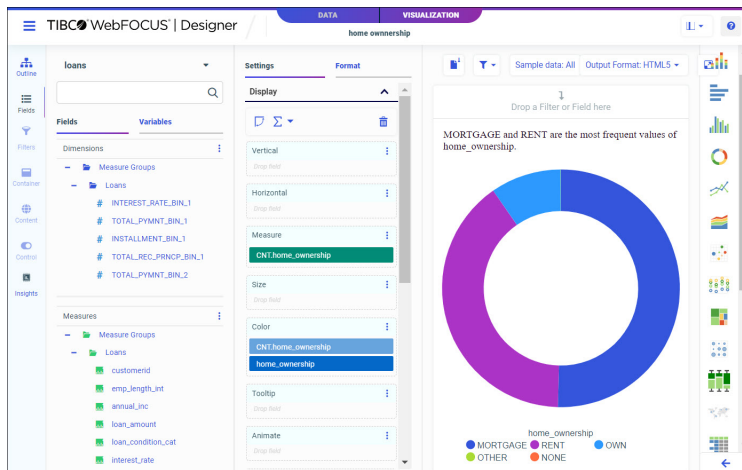 TIBCO® WebFOCUS® | Designer
DATA
VISUALIZATION
home ownnership
Outline
Fields
Filters
Container
Content
Control
Insights
loans
Fields
Variables
Dimensions
Measure Groups
Loans
# INTEREST_RATE_BIN_1
# TOTAL_PYMNT_BIN_1
# INSTALLMENT_BIN_1
# TOTAL_REC_PRNCP_BIN_1
# TOTAL_PYMNT_BIN_2
Measures
Measure Groups
Loans
customerid
emp_length_int
annual_inc
loan_amount
loan_condition_cat
interest_rate
Settings
Format
Display
Vertical
Drop field
Horizontal
Drop field
Measure
CNT.home_ownership
Size
Drop field
Color
CNT.home_ownership
home_ownership
Tooltip
Drop field
Animate
Drop field
Sample data: All
Output Format: HTML5
Drop a Filter or Field here
MORTGAGE and RENT are the most frequent values of
home_ownership.
home_ownership
MORTGAGE RENT OWN
OTHER NONE